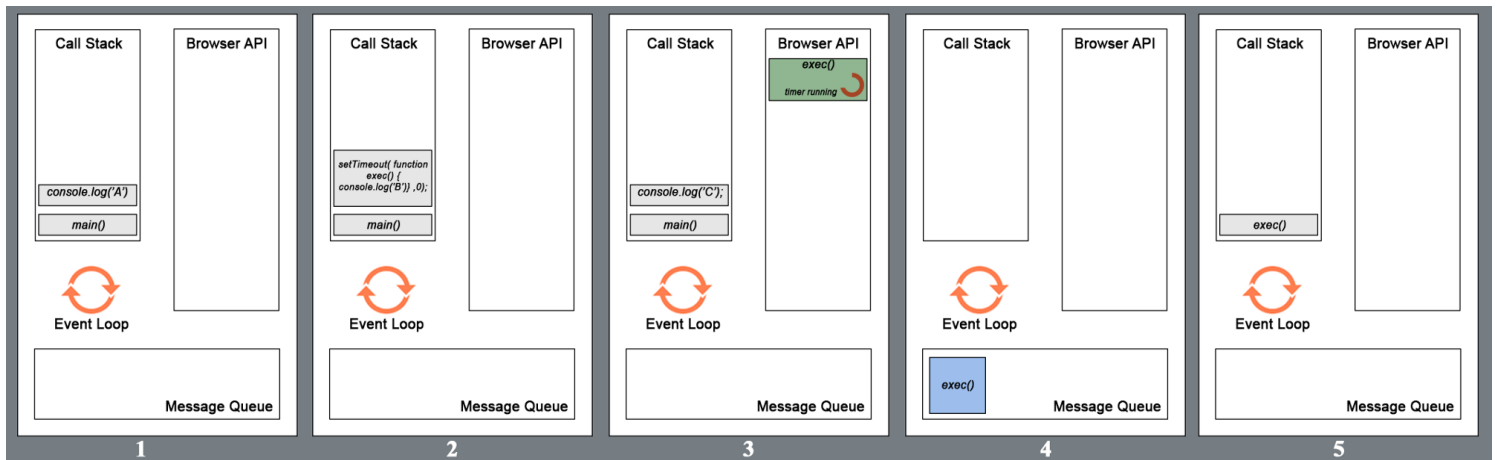 Call Stack
Browser API
console.log('A')
main()
Event Loop
Message Queue
1
Call Stack
Browser API
setTimeout( function
exec() {
console.log('B')} ,0);
main()
Event Loop
Message Queue
2
Call Stack
Browser API
exec()
timer running
console.log('C');
main()
Event Loop
Message Queue
3
Call Stack
Browser API
Event Loop
exec()
Message Queue
4
Call Stack
Browser API
exec()
Event Loop
Message Queue
5